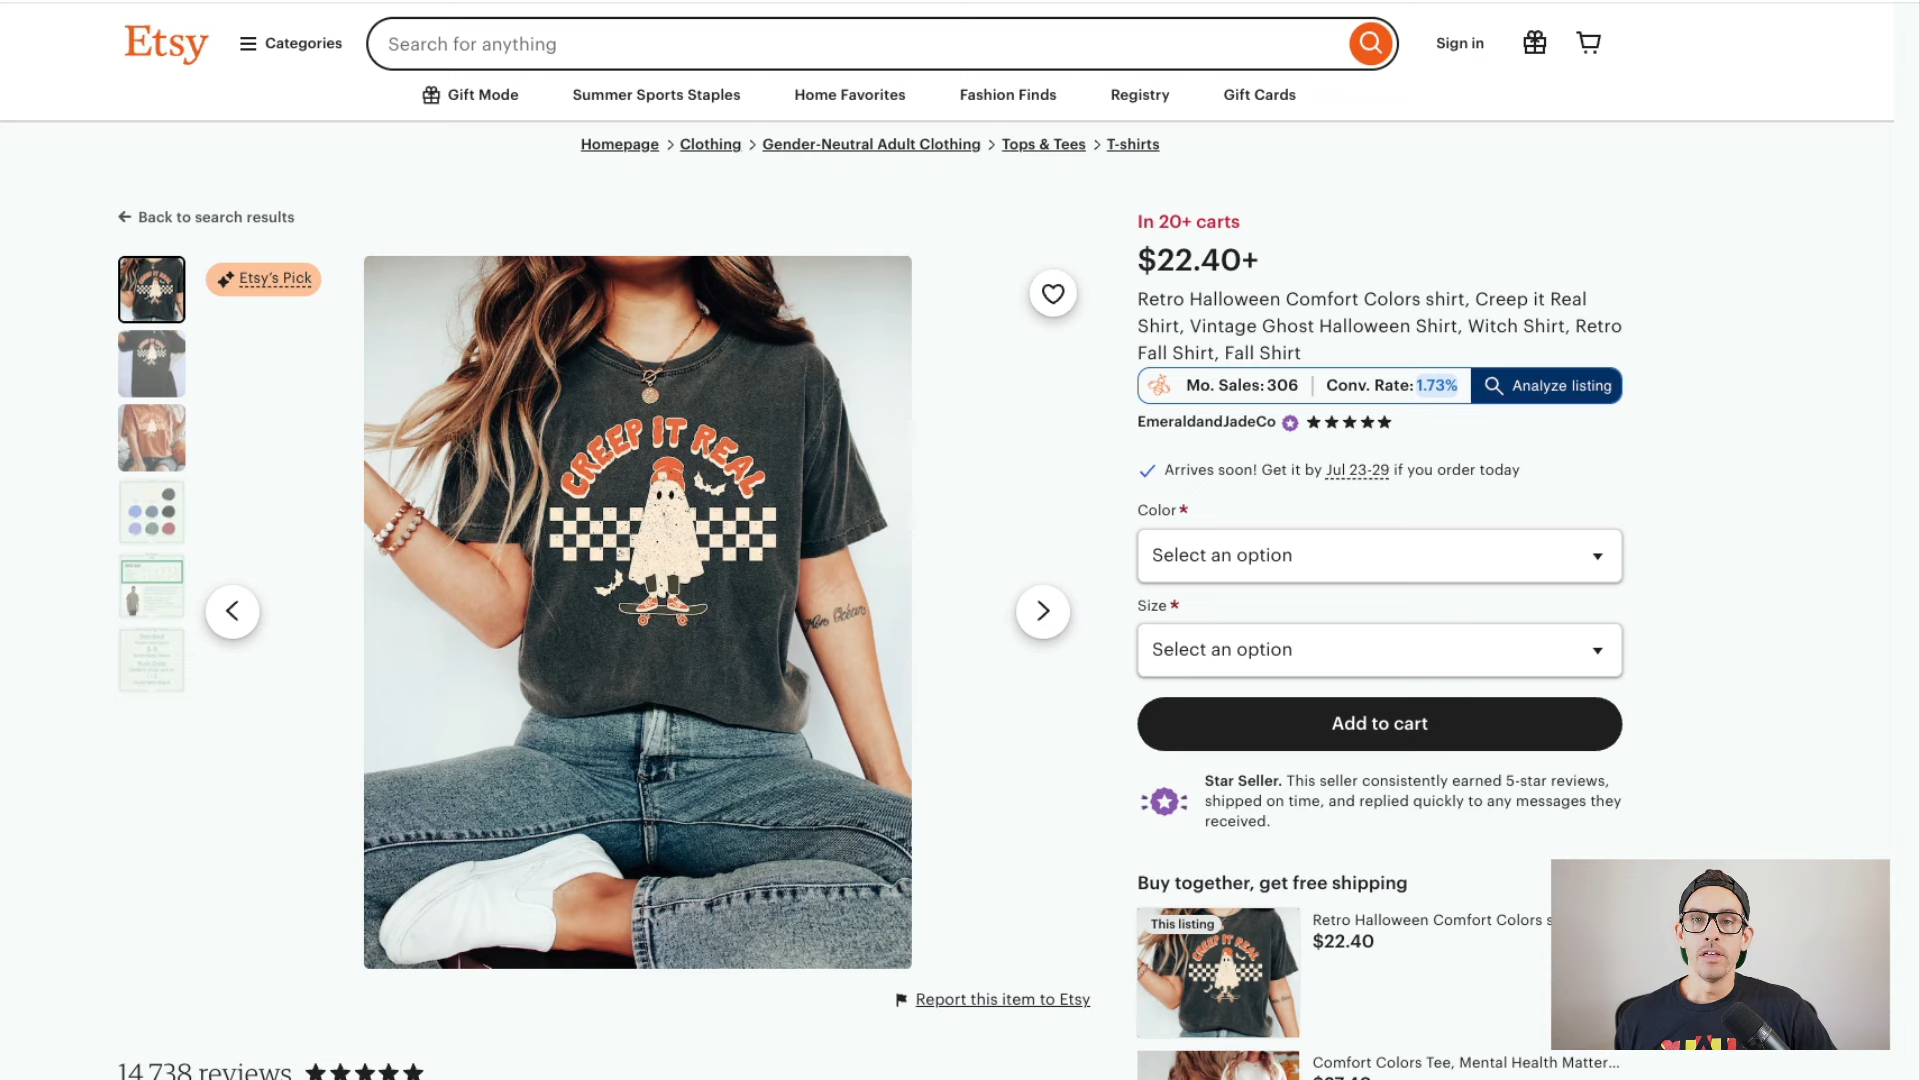 Etsy
Categories
Search for anything
Sign in
Gift Mode
Summer Sports Staples
Home Favorites
Fashion Finds
Registry
Gift Cards
Homepage > Clothing > Gender-Neutral Adult Clothing > Tops & Tees > T-shirts
Back to search results
Etsy's Pick
CREEP IT REAL
In 20+ carts
$22.40+
Retro Halloween Comfort Colors shirt, Creep it Real
Shirt, Vintage Ghost Halloween Shirt, Witch Shirt, Retro
Fall Shirt, Fall Shirt
Mo. Sales: 306 | Conv. Rate: 1.73%
Analyze listing
EmeraldandJadeCo
Arrives soon! Get it by Jul 23-29 if you order today
Color*
Select an option
Size*
Select an option
Add to cart
Star Seller. This seller consistently earned 5-star reviews,
shipped on time, and replied quickly to any messages they
received.
Buy together, get free shipping
This listing
CREEP IT REAL
Retro Halloween Comfort Colors s
$22.40
Comfort Colors Tee, Mental Health Matter...
Report this item to Etsy
14,738 reviews